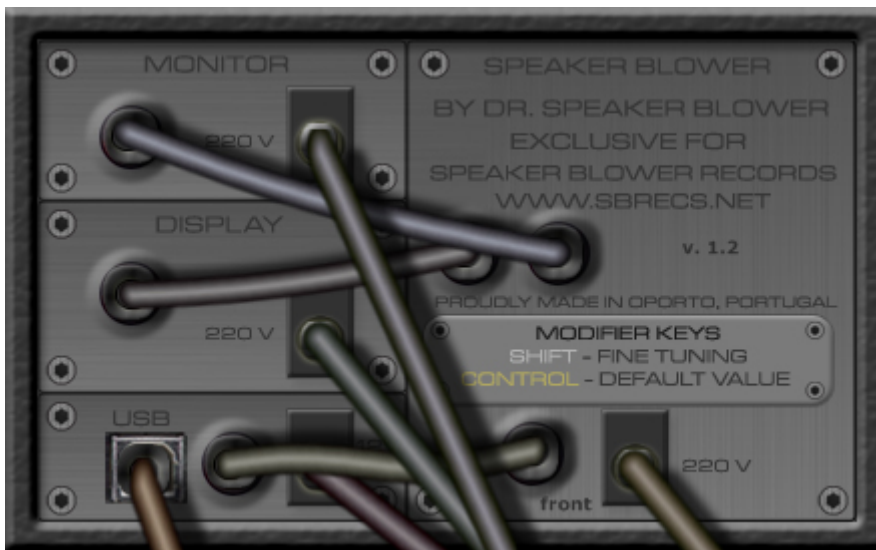 MONITOR
220 V
DISPLAY
220 V
USB
SPEAKER BLOWER
BY DR. SPEAKER BLOWER
EXCLUSIVE FOR
SPEAKER BLOWER RECORDS
WWW.SBRECS.NET
v. 1.2
PROUDLY MADE IN OPORTO, PORTUGAL
MODIFIER KEYS
SHIFT - FINE TUNING
CONTROL - DEFAULT VALUE
220 V
front